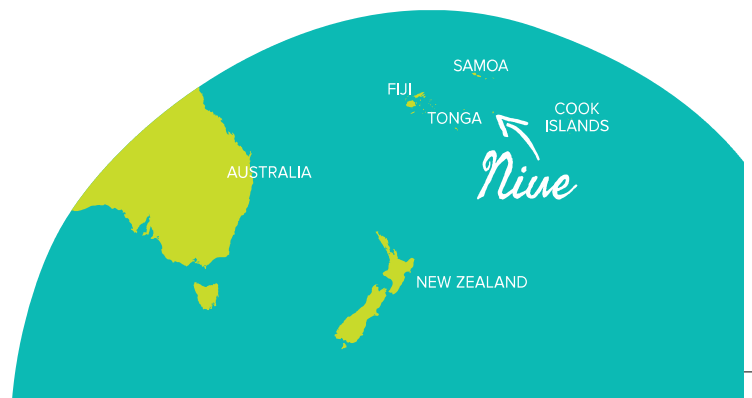 SAMOA
FIJI
TONGA
COOK
ISLANDS
Niue
AUSTRALIA
NEW ZEALAND